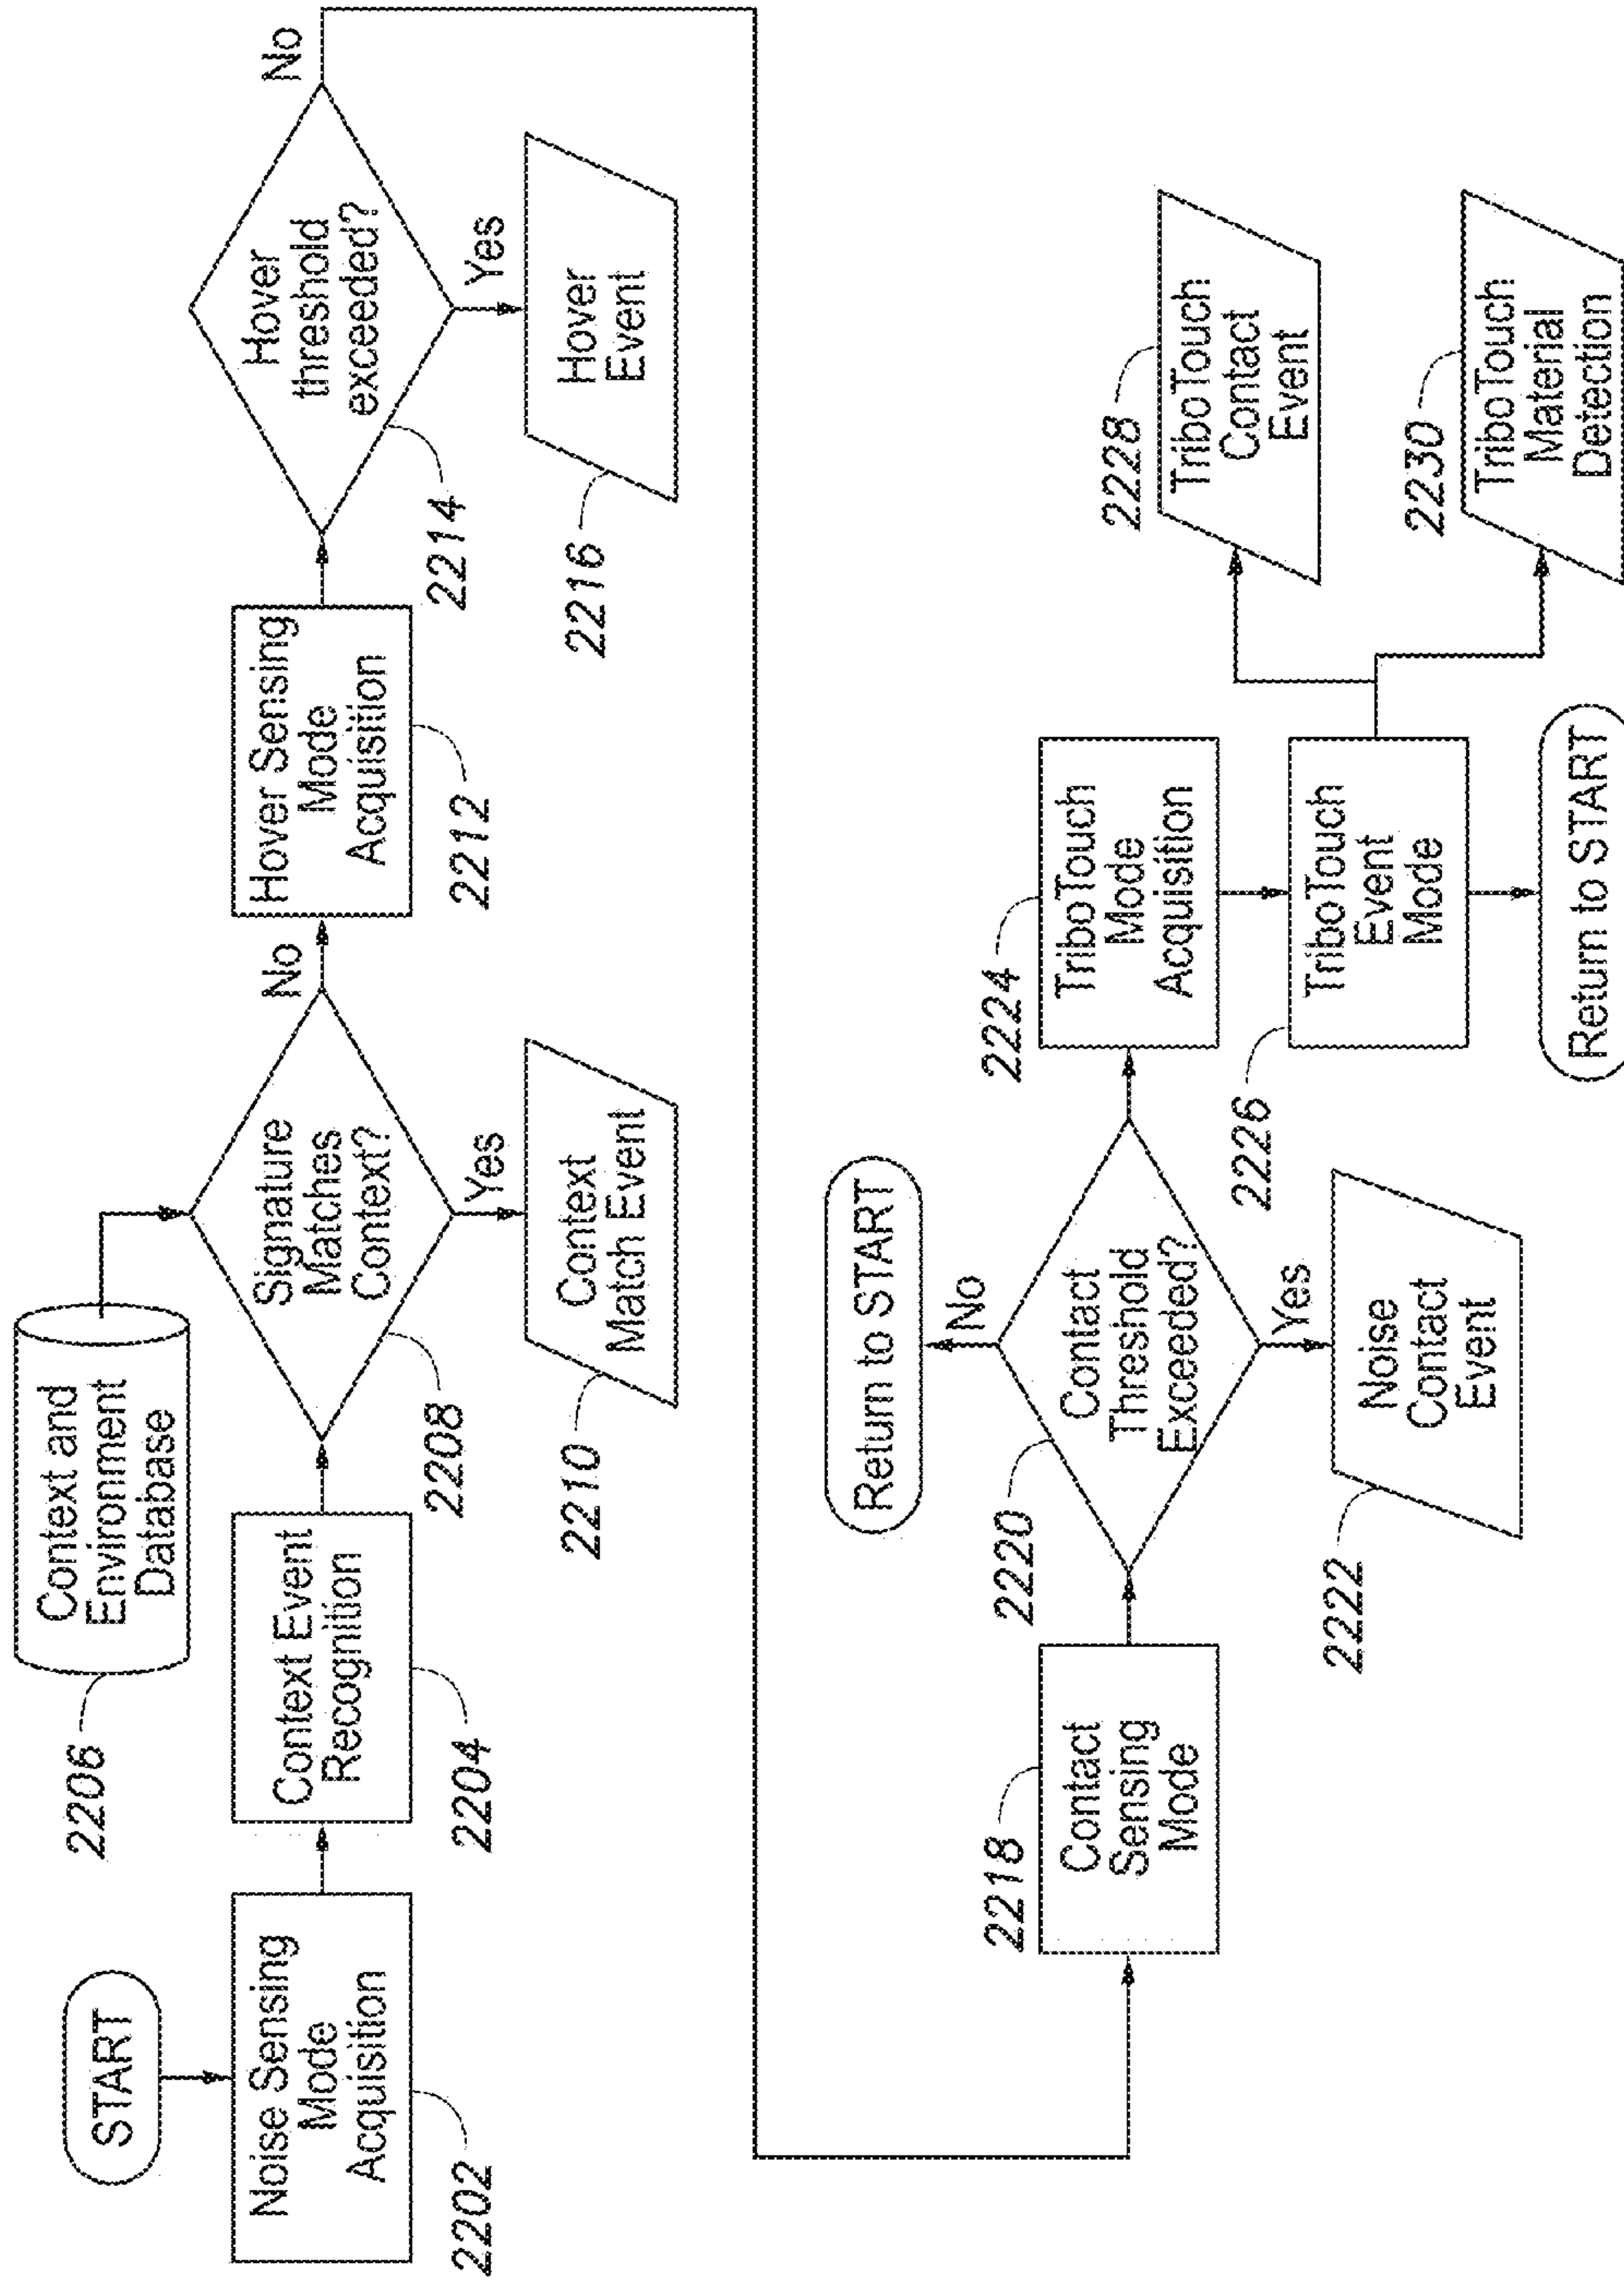 START
Noise Sensing
Mode
Acquisition
2202
Context Event
Recognition
2204
Context and
Environment
Database
2206
Signature
Matches
Context?
2208
Yes
No
Context
Match Event
2210
Hover Sensing
Mode
Acquisition
2212
Hover
threshold
exceeded?
2214
Yes
No
Hover
Event
2216
Contact
Sensing
Mode
2218
Contact
Threshold
Exceeded?
2220
No
Return to START
Yes
Noise
Contact
Event
2222
TriboTouch
Mode
Acquisition
2224
TriboTouch
Event
Mode
2226
Return to START
TriboTouch
Contact
Event
2228
TriboTouch
Material
Detection
2230